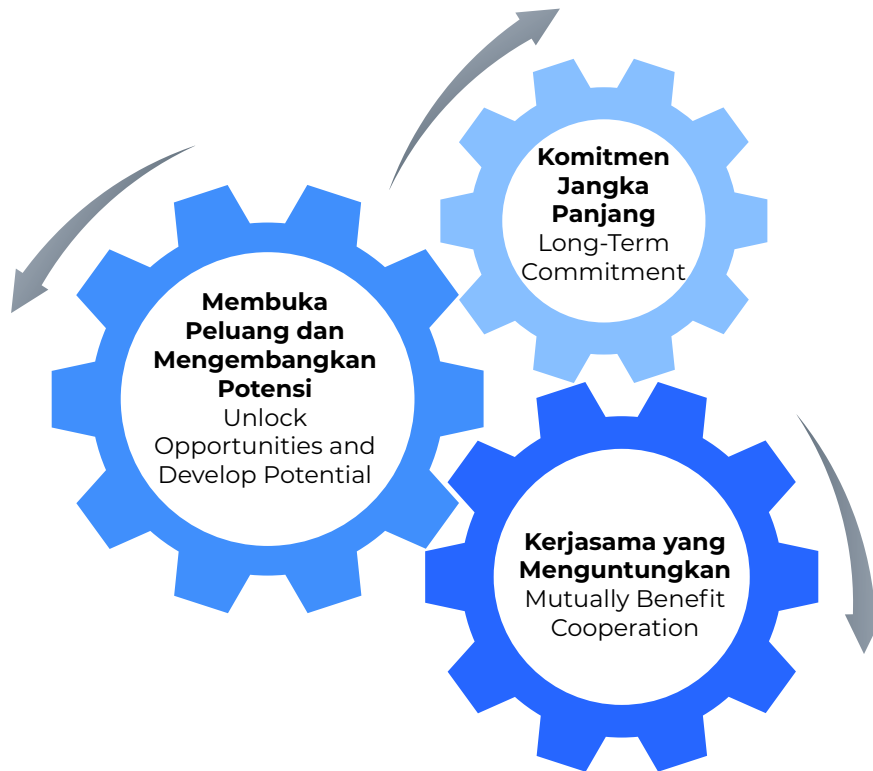 Komitmen
Jangka
Panjang
Long-Term
Commitment
Membuka
Peluang dan
Mengembangkan
Potensi
Unlock
Opportunities and
Develop Potential
Kerjasama yang
Menguntungkan
Mutually Benefit
Cooperation